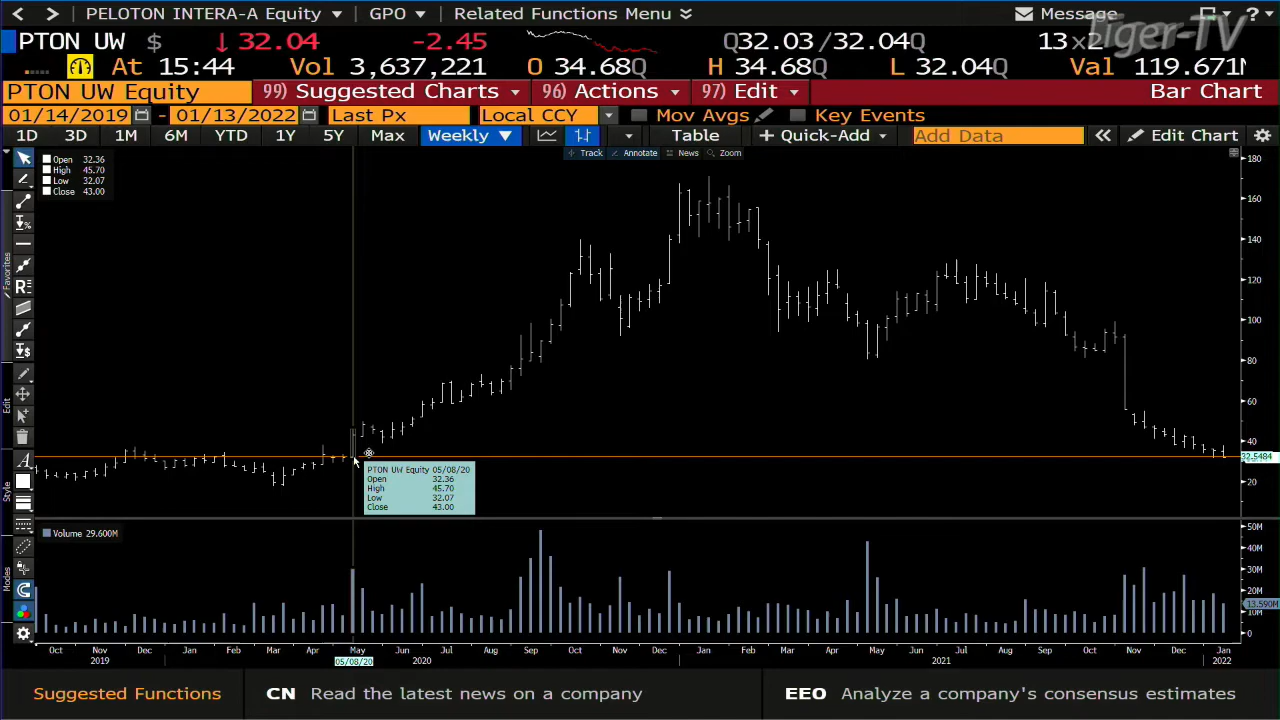 PELOTON INTERA-A Equity GPO Related Functions Menu Message ?
Tiger-TV
PTON UW $ ↓ 32.04 -2.45 Q32.03/32.04Q 13x2
At 15:44 Vol 3,637,221 O 34.68Q H 34.68Q L 32.04Q Val 119.671M
PTON UW Equity 99) Suggested Charts 96) Actions 97) Edit Bar Chart
01/14/2019 - 01/13/2022 Last Px Local CCY Mov Avgs Key Events
1D 3D 1M 6M YTD 1Y 5Y Max Weekly ▼ Table + Quick-Add Add Data « Edit Chart
Track Annotate News Zoom
Open 32.36
High 45.70
Low 32.07
Close 43.00
180
160
140
120
100
80
60
40
32.5484
20
Favorites
Edit
Style
Modes
PTON UW Equity 05/08/20
Open 32.36
High 45.70
Low 32.07
Close 43.00
Volume 29.600M
50M
40M
30M
20M
13.590M
0
Oct Nov Dec Jan Feb Mar Apr May Jun Jul Aug Sep Oct Nov Dec Jan Feb Mar Apr May Jun Jul Aug Sep Oct Nov Dec Jan
2019 05/08/20 2020 2021 2022
Suggested Functions CN Read the latest news on a company EEO Analyze a company's consensus estimates